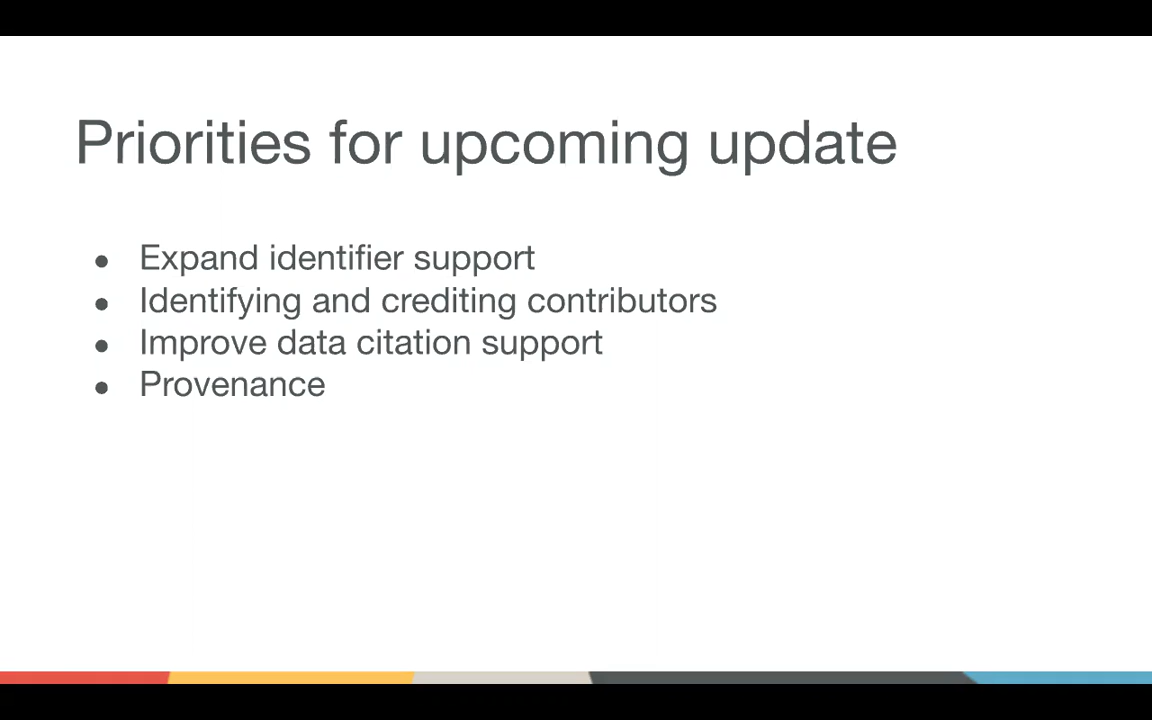 Priorities for upcoming update
● Expand identifier support
● Identifying and crediting contributors
● Improve data citation support
● Provenance